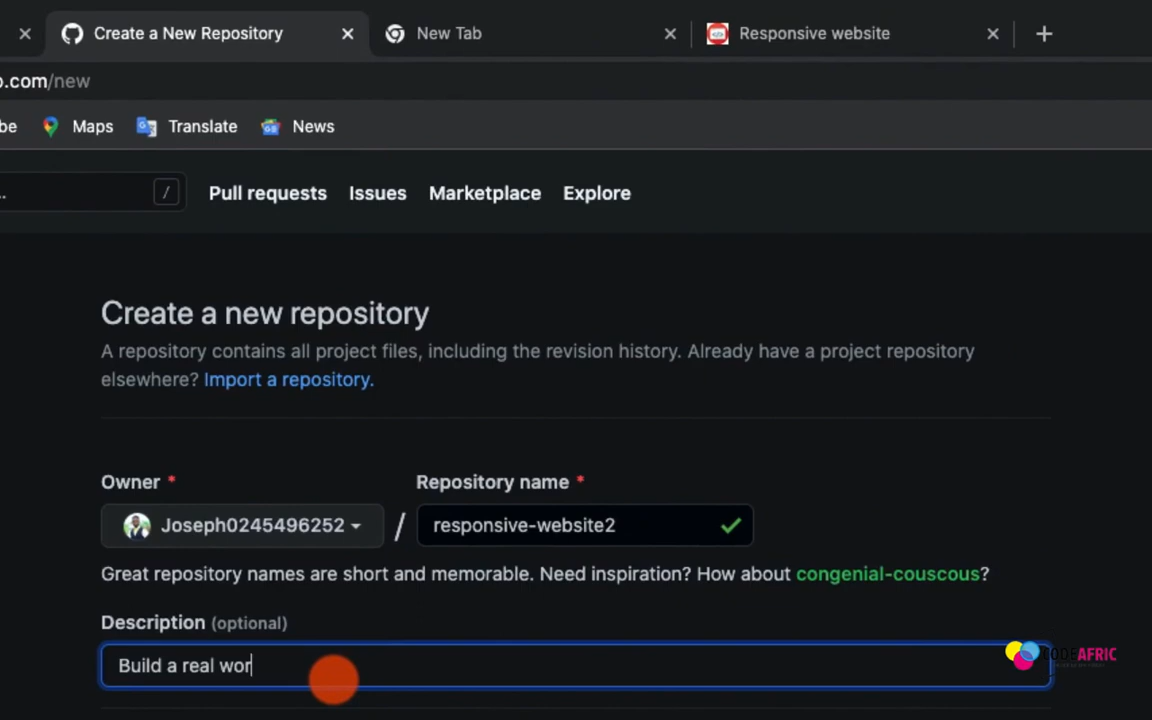 Create a New Repository
New Tab
Responsive website
.com/new
be
Maps
Translate
News
..
/
Pull requests
Issues
Marketplace
Explore
Create a new repository
A repository contains all project files, including the revision history. Already have a project repository
elsewhere? Import a repository.
Owner *
Repository name *
Joseph0245496252
/
responsive-website2
Great repository names are short and memorable. Need inspiration? How about congenial-couscous?
Description (optional)
Build a real wor
CODEAFRIC